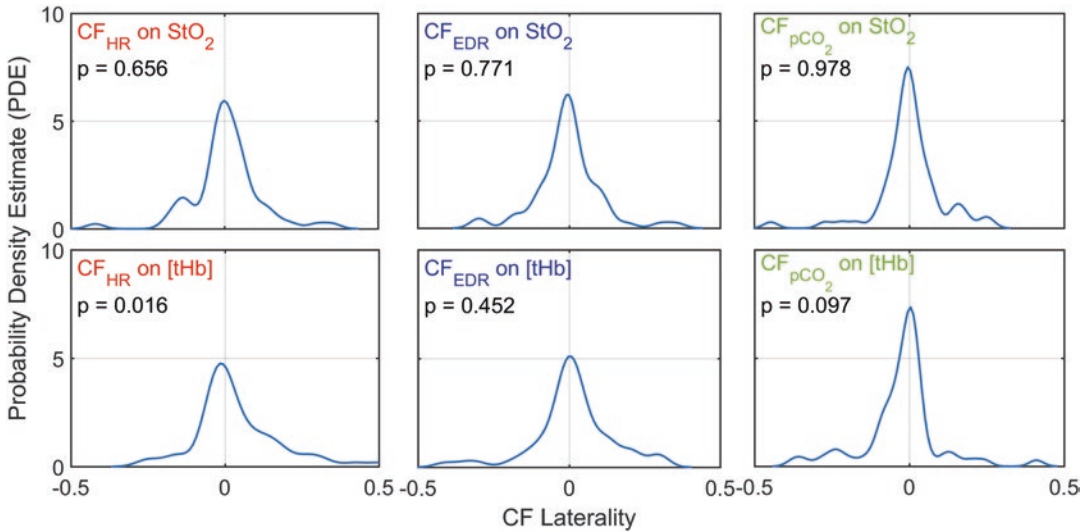 Probability Density Estimate (PDE)
10
5
0
CF_HR on StO_2
p = 0.656
CF_EDR on StO_2
p = 0.771
CF_pCO_2 on StO_2
p = 0.978
10
5
0
CF_HR on [tHb]
p = 0.016
CF_EDR on [tHb]
p = 0.452
CF_pCO_2 on [tHb]
p = 0.097
-0.5 0 0.5 -0.5 0 0.5 -0.5 0 0.5
CF Laterality